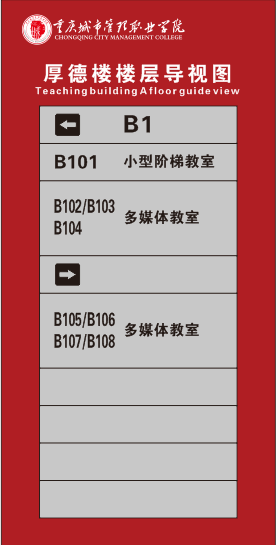 重庆城市管理职业学院
CHONGQING CITY MANAGEMENT COLLEGE
厚德楼楼层导视图
Teaching building A floor guide view
B1
B101 小型阶梯教室
B102/B103
B104
多媒体教室
B105/B106
B107/B108
多媒体教室